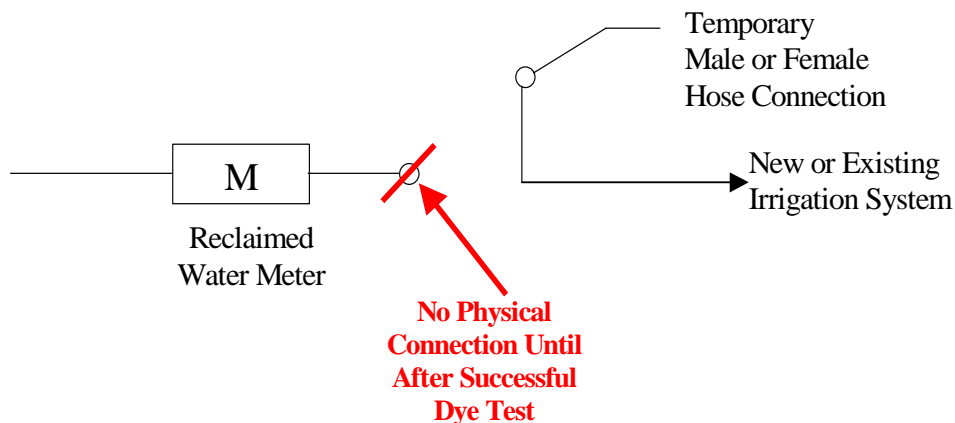 Temporary
Male or Female
Hose Connection
M
New or Existing
Irrigation System
Reclaimed
Water Meter
No Physical
Connection Until
After Successful
Dye Test